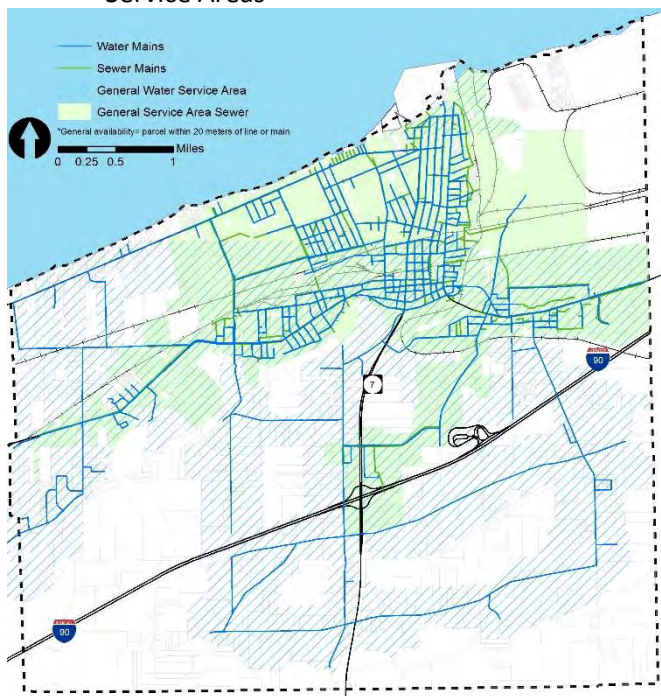 Service Areas
Water Mains
Sewer Mains
General Water Service Area
General Service Area Sewer
*General availability= parcel within 20 meters of line or main
0 0.25 0.5 1 Miles
90
7
90